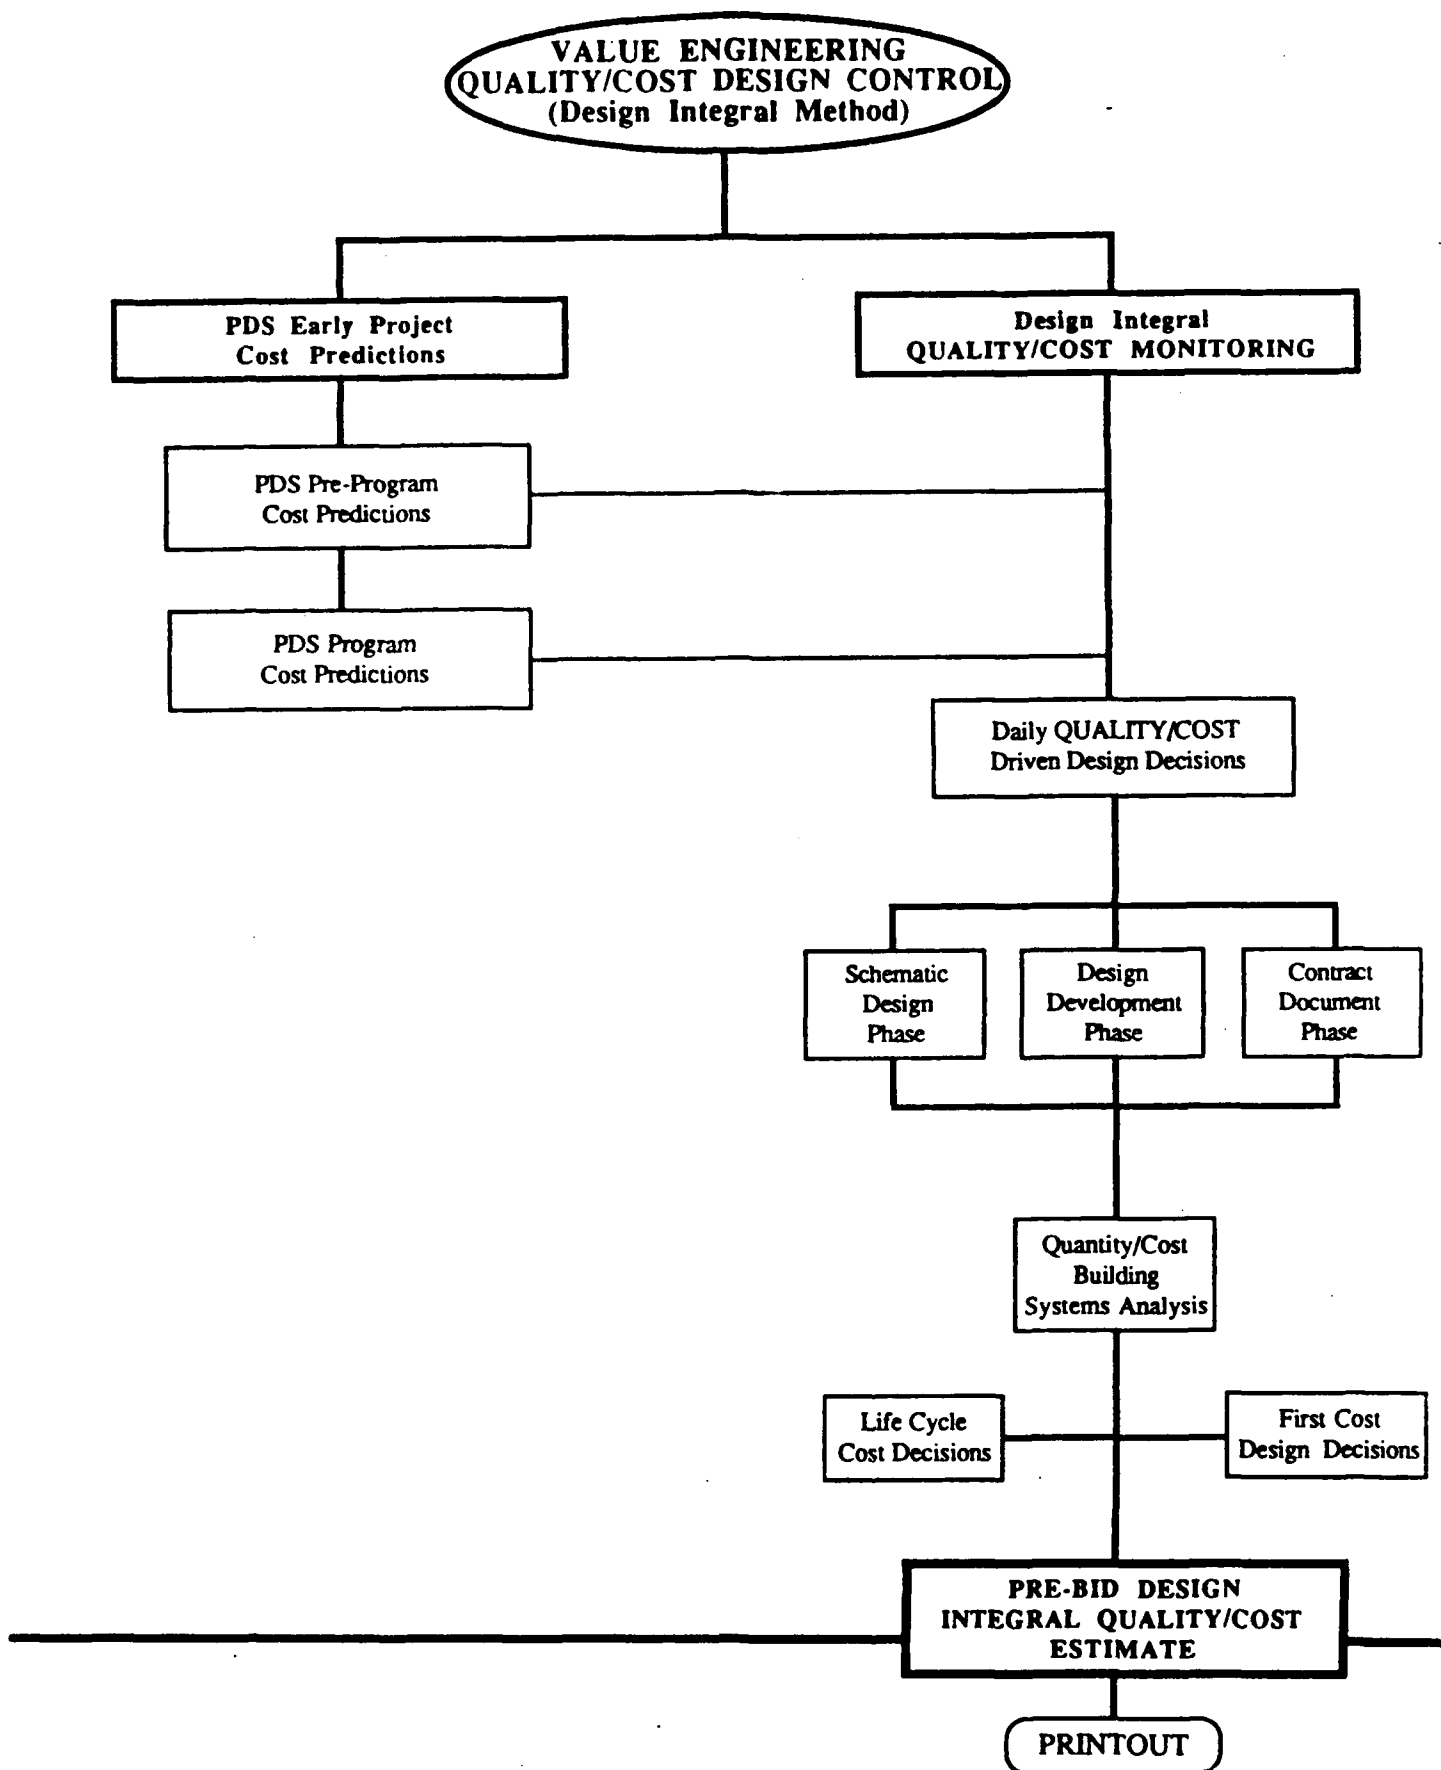 VALUE ENGINEERING
QUALITY/COST DESIGN CONTROL
(Design Integral Method)
PDS Early Project
Cost Predictions
Design Integral
QUALITY/COST MONITORING
PDS Pre-Program
Cost Predictions
PDS Program
Cost Predictions
Daily QUALITY/COST
Driven Design Decisions
Schematic
Design
Phase
Design
Development
Phase
Contract
Document
Phase
Quantity/Cost
Building
Systems Analysis
Life Cycle
Cost Decisions
First Cost
Design Decisions
PRE-BID DESIGN
INTEGRAL QUALITY/COST
ESTIMATE
PRINTOUT